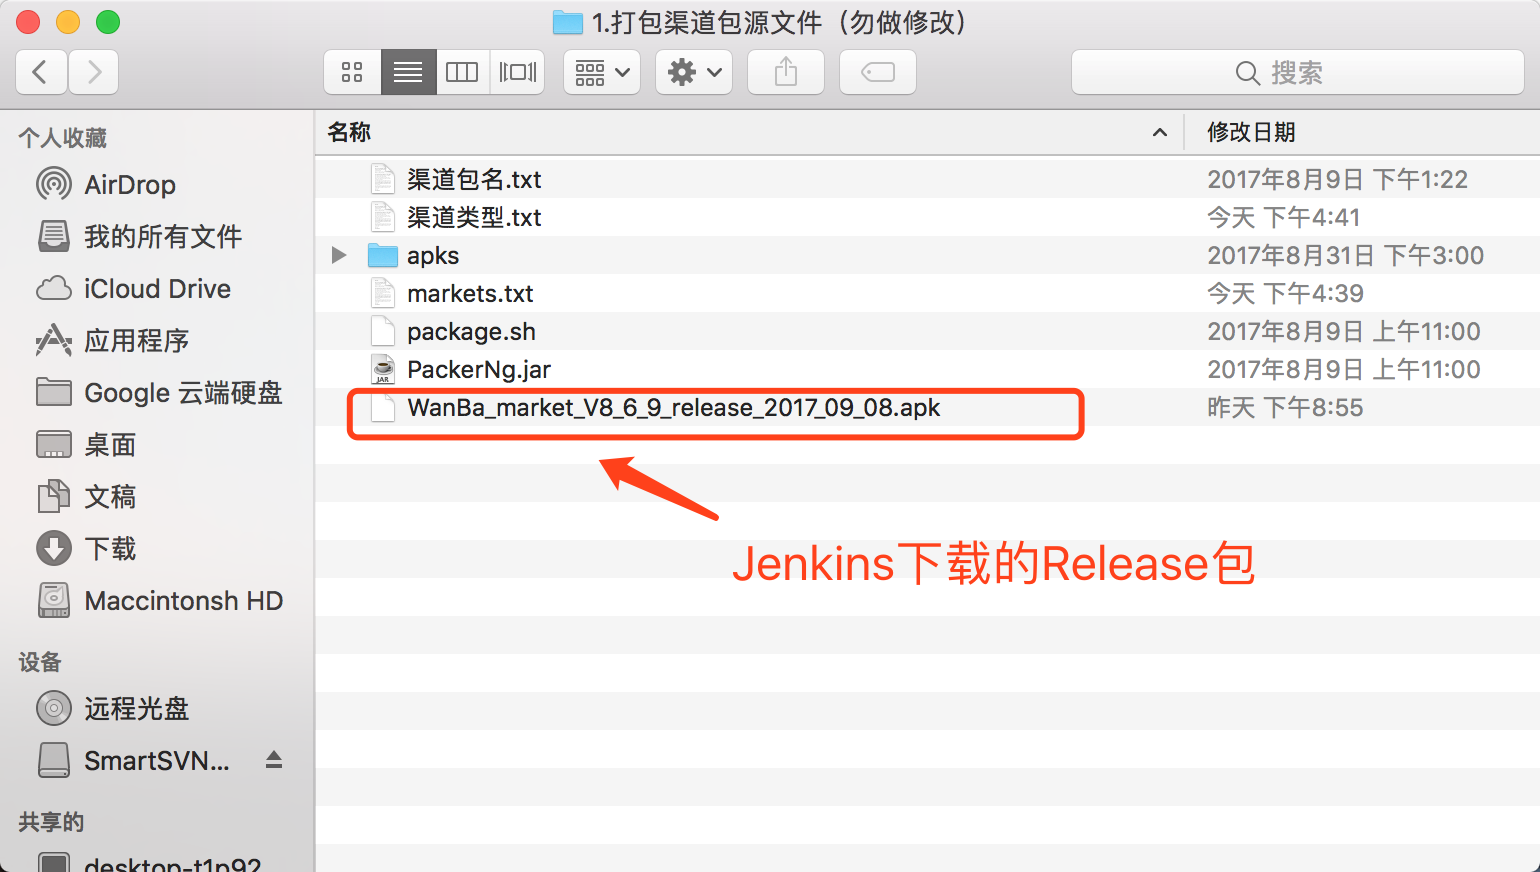 1.打包渠道包源文件（勿做修改）
搜索
个人收藏
AirDrop
我的所有文件
iCloud Drive
应用程序
Google 云端硬盘
桌面
文稿
下载
Maccintonsh HD
设备
远程光盘
SmartSVN...
共享的
desktop-t1p92
名称 修改日期
渠道包名.txt 2017年8月9日 下午1:22
渠道类型.txt 今天 下午4:41
apks 2017年8月31日 下午3:00
markets.txt 今天 下午4:39
package.sh 2017年8月9日 上午11:00
JAR PackerNg.jar 2017年8月9日 上午11:00
WanBa_market_V8_6_9_release_2017_09_08.apk 昨天 下午8:55
Jenkins下载的Release包